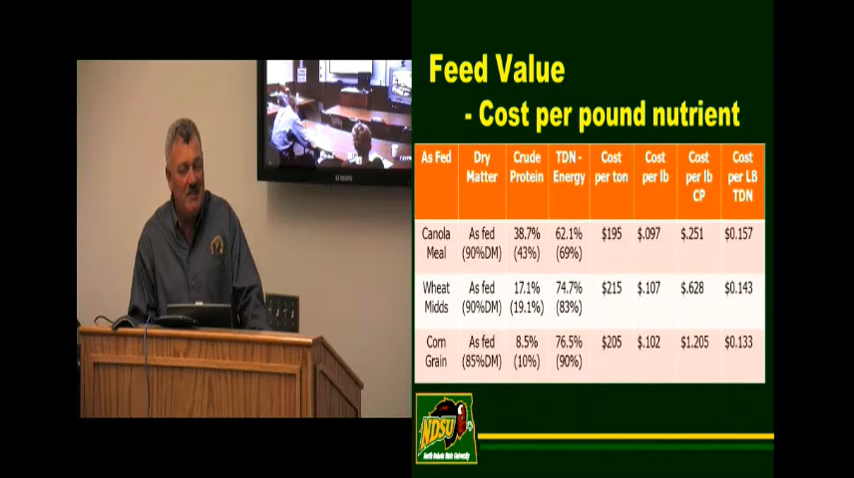 Feed Value
- Cost per pound nutrient
As Fed Dry Matter Crude Protein TDN - Energy Cost per ton Cost per lb Cost per lb CP Cost per LB TDN
Canola Meal As fed (90%DM) 38.7% (43%) 62.1% (69%) $195 $.097 $.251 $0.157
Wheat Midds As fed (90%DM) 17.1% (19.1%) 74.7% (83%) $215 $.107 $.628 $0.143
Corn Grain As fed (85%DM) 8.5% (10%) 76.5% (90%) $205 $.102 $1.205 $0.133
NDSU
North Dakota State University